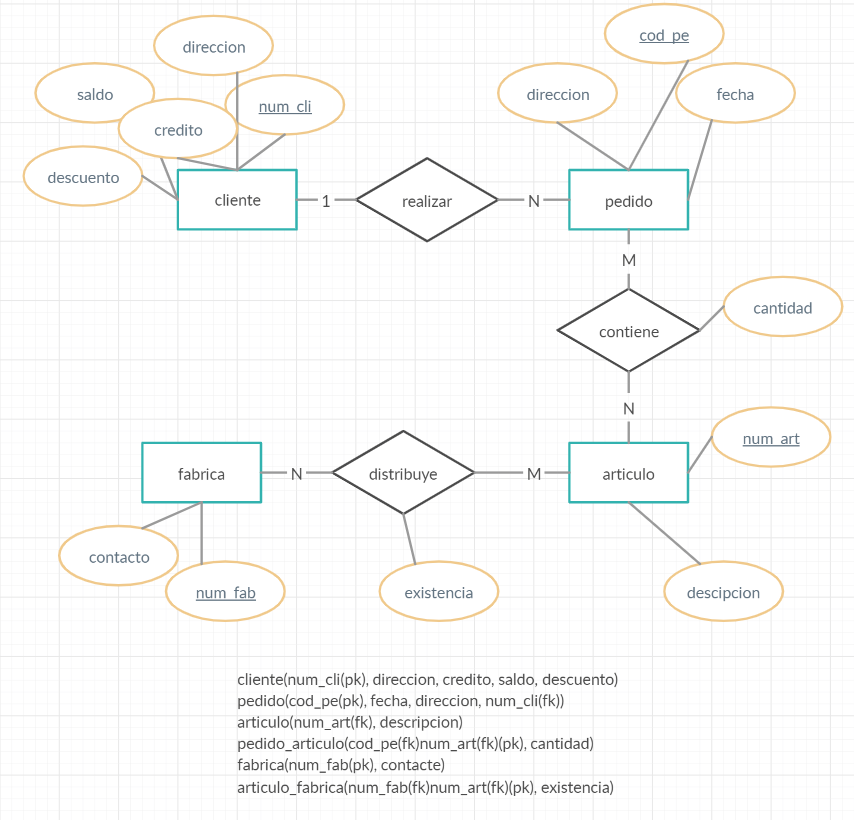 cod_pe
direccion
saldo
direccion
fecha
num_cli
credito
descuento
cliente
1
realizar
N
pedido
M
cantidad
contiene
N
num_art
fabrica
N
distribuye
M
articulo
contacto
num_fab
existencia
descipcion
cliente(num_cli(pk), direccion, credito, saldo, descuento)
pedido(cod_pe(pk), fecha, direccion, num_cli(fk))
articulo(num_art(fk), descripcion)
pedido_articulo(cod_pe(fk)num_art(fk)(pk), cantidad)
fabrica(num_fab(pk), contacte)
articulo_fabrica(num_fab(fk)num_art(fk)(pk), existencia)